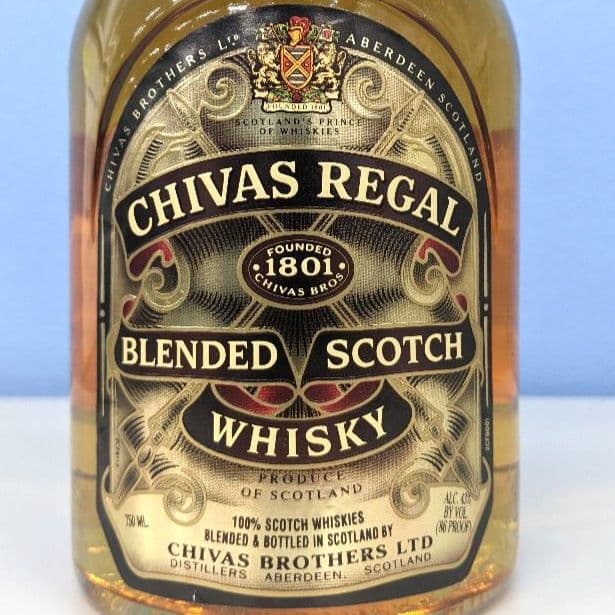 CHIVAS BROTHERS LTD ABERDEEN SCOTLAND
FOUNDED 1801
SCOTLAND'S PRINCE
OF WHISKIES
CHIVAS REGAL
FOUNDED
·1801·
CHIVAS BROS
BLENDED SCOTCH
WHISKY
PRODUCE
OF SCOTLAND
750 ML.
100% SCOTCH WHISKIES
BLENDED & BOTTLED IN SCOTLAND BY
CHIVAS BROTHERS LTD
DISTILLERS ABERDEEN, SCOTLAND
ALC. 43%
BY VOL.
(86 PROOF)